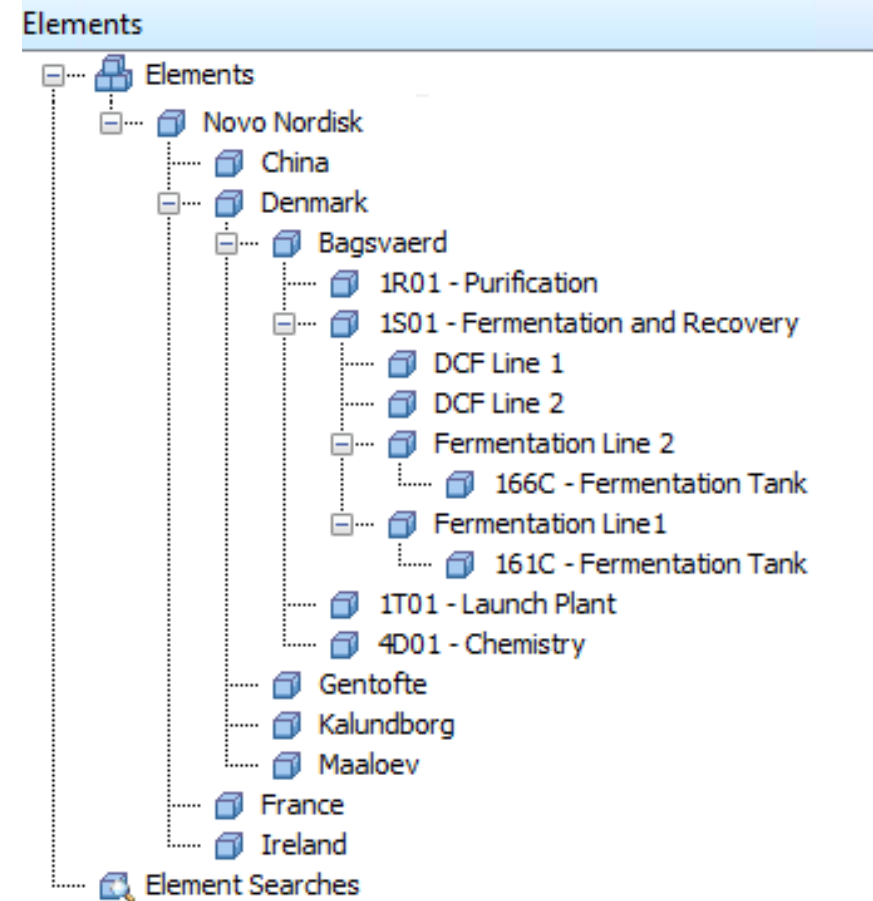 Elements
Elements
Novo Nordisk
China
Denmark
Bagsvaerd
1R01 - Purification
1S01 - Fermentation and Recovery
DCF Line 1
DCF Line 2
Fermentation Line 2
166C - Fermentation Tank
Fermentation Line1
161C - Fermentation Tank
1T01 - Launch Plant
4D01 - Chemistry
Gentofte
Kalundborg
Maaloev
France
Ireland
Element Searches